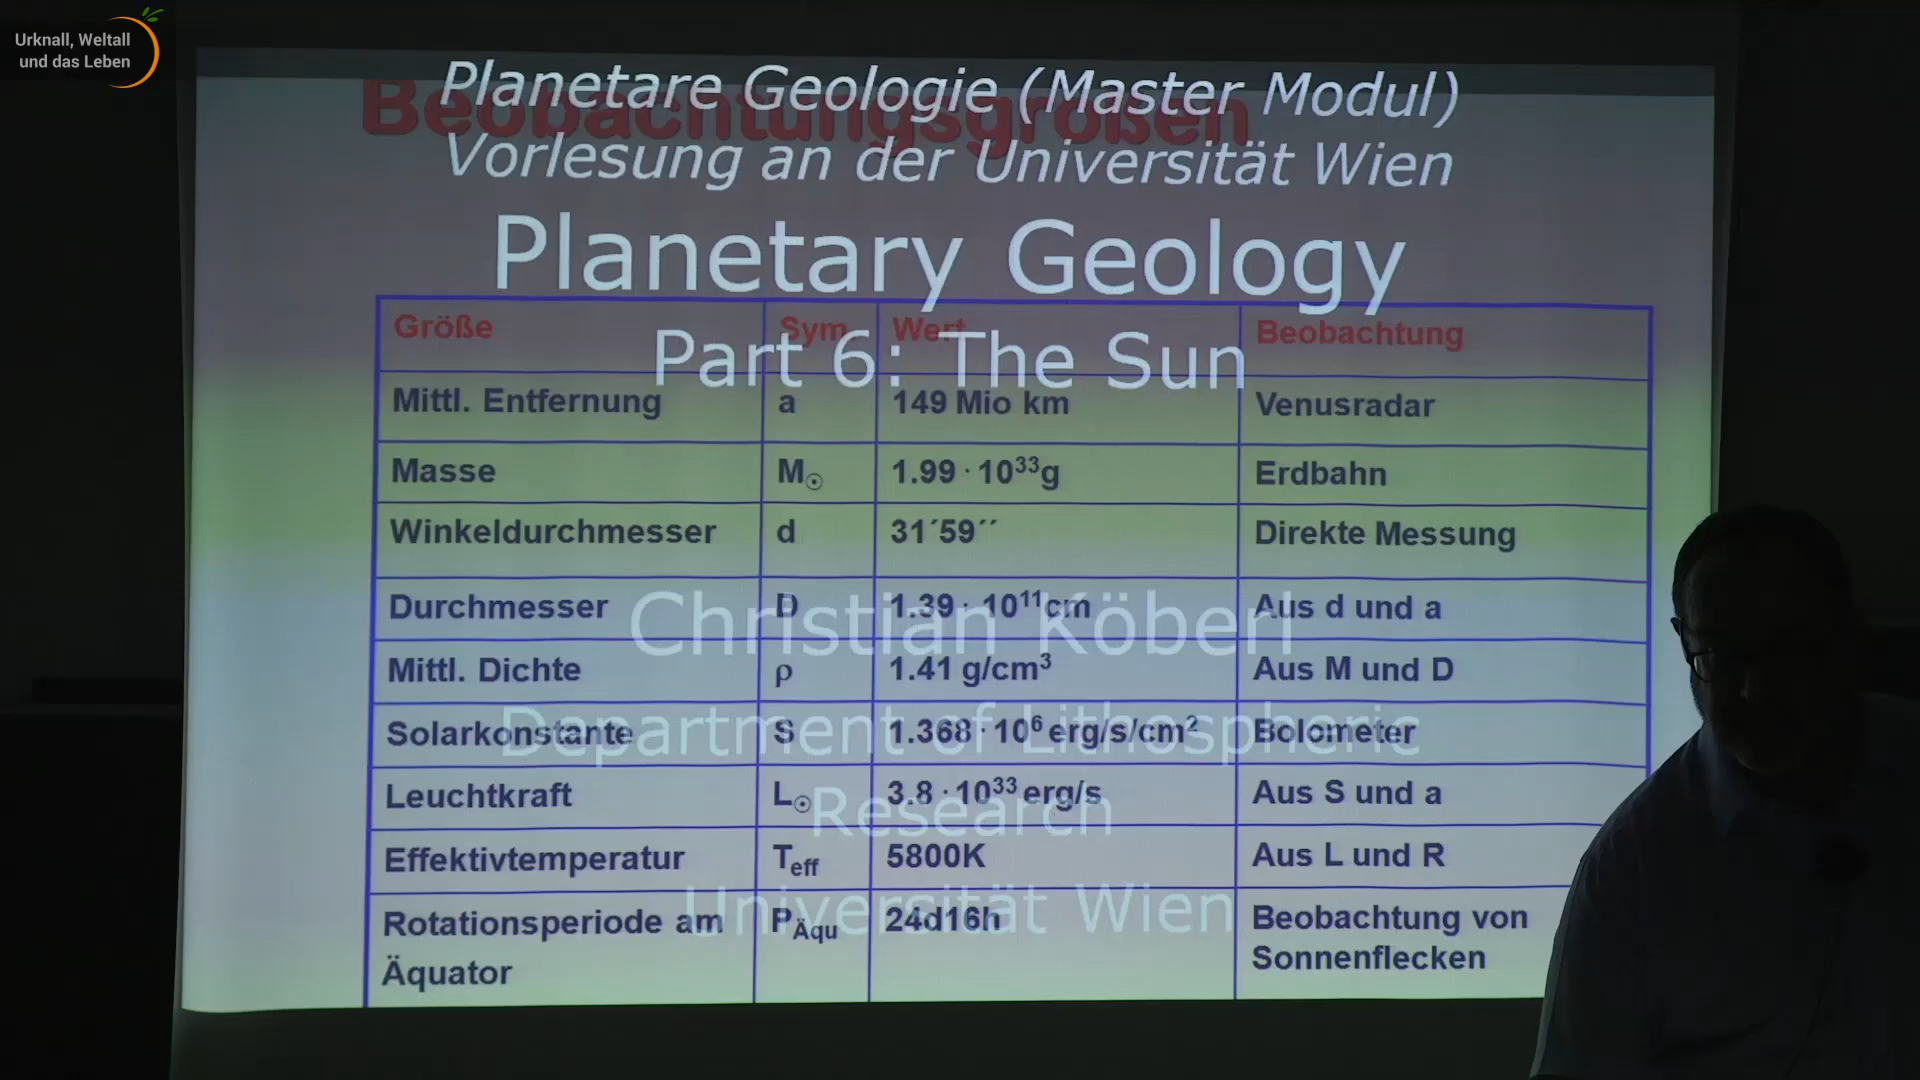 Urknall, Weltall
und das Leben
Planetare Geologie (Master Modul)
Beobachtungsgrößen
Vorlesung an der Universität Wien
Planetary Geology
Part 6: The Sun
Größe Sym. Wert Beobachtung
Mittl. Entfernung a 149 Mio km Venusradar
Masse M☉ 1.99 · 10³³g Erdbahn
Winkeldurchmesser d 31´59´´ Direkte Messung
Durchmesser D 1.39 · 10¹¹cm Aus d und a
Christian Köberl
Mittl. Dichte ρ 1.41 g/cm³ Aus M und D
Solarkonstante S 1.368 · 10⁶ erg/s/cm² Bolometer
Department of Lithospheric
Leuchtkraft L☉ 3.8 · 10³³ erg/s Aus S und a
Research
Effektivtemperatur Teff 5800K Aus L und R
Universität Wien
Rotationsperiode am PÄqu 24d16h Beobachtung von
Äquator Sonnenflecken